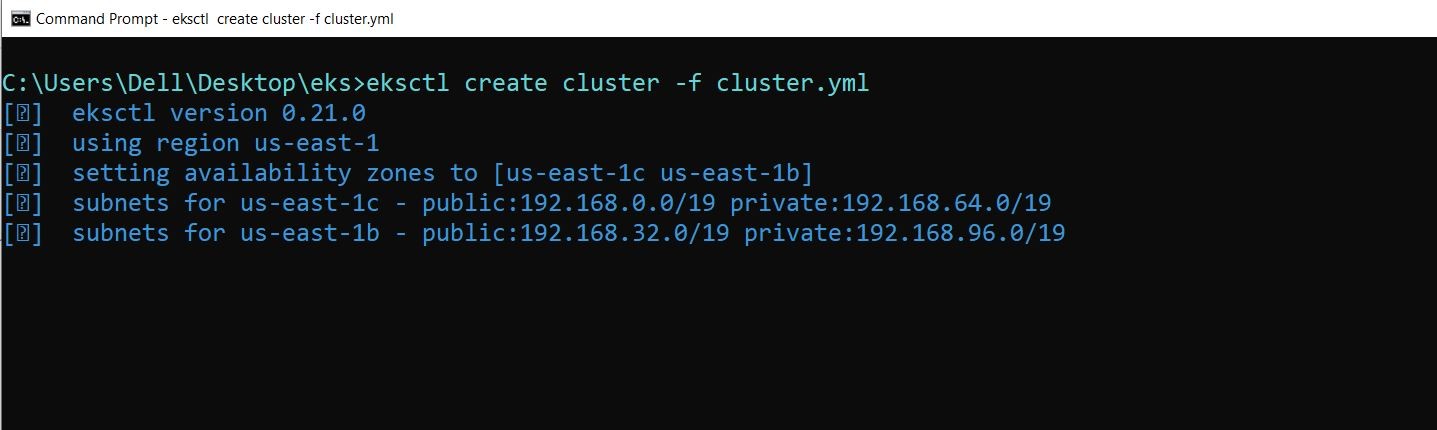 Command Prompt - eksctl  create cluster -f cluster.yml
C:\Users\Dell\Desktop\eks>eksctl create cluster -f cluster.yml
[⍰]  eksctl version 0.21.0
[⍰]  using region us-east-1
[⍰]  setting availability zones to [us-east-1c us-east-1b]
[⍰]  subnets for us-east-1c - public:192.168.0.0/19 private:192.168.64.0/19
[⍰]  subnets for us-east-1b - public:192.168.32.0/19 private:192.168.96.0/19